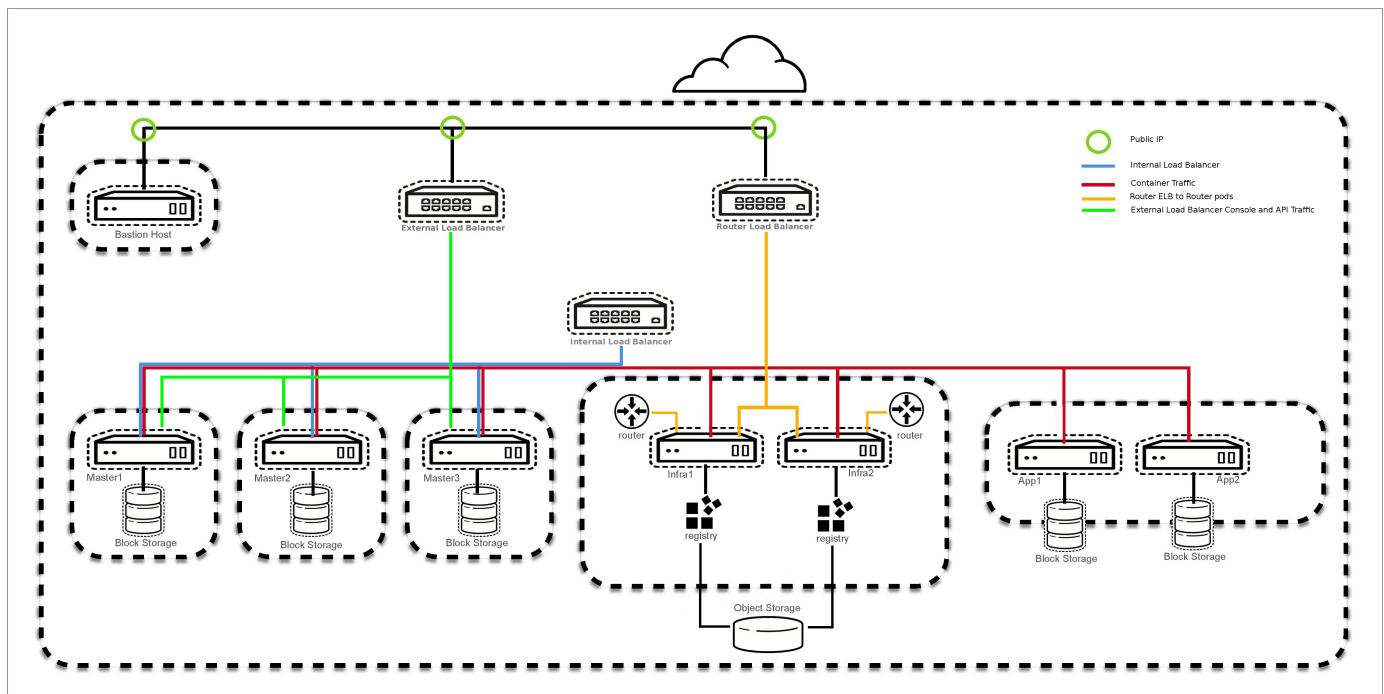 Public IP
Internal Load Balancer
Container Traffic
Router ELB to Router pods
External Load Balancer Console and API Traffic
Bastion Host
External Load Balancer
Router Load Balancer
Internal Load Balancer
router
router
Master1
Master2
Master3
Infra1
Infra2
App1
App2
Block Storage
Block Storage
Block Storage
registry
registry
Block Storage
Block Storage
Object Storage